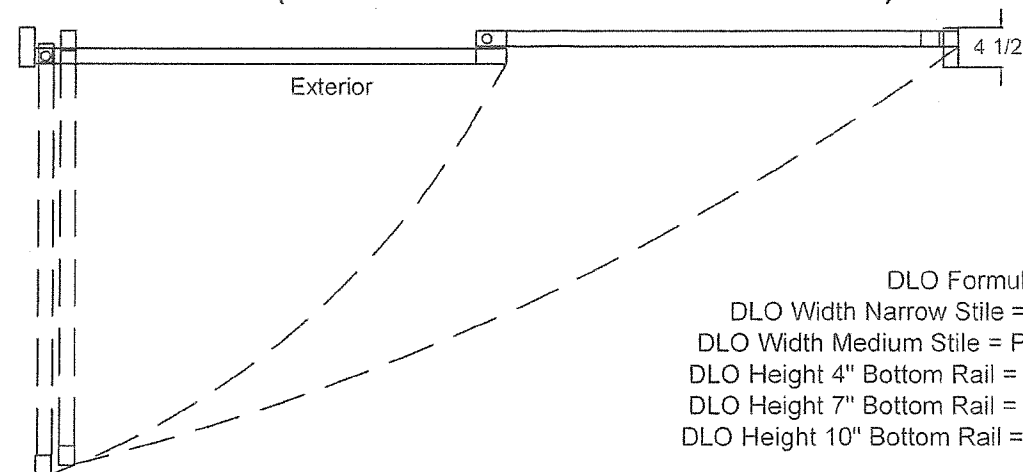 4 1/2
Exterior
DLO Formul
DLO Width Narrow Stile =
DLO Width Medium Stile = P
DLO Height 4" Bottom Rail =
DLO Height 7" Bottom Rail =
DLO Height 10" Bottom Rail =